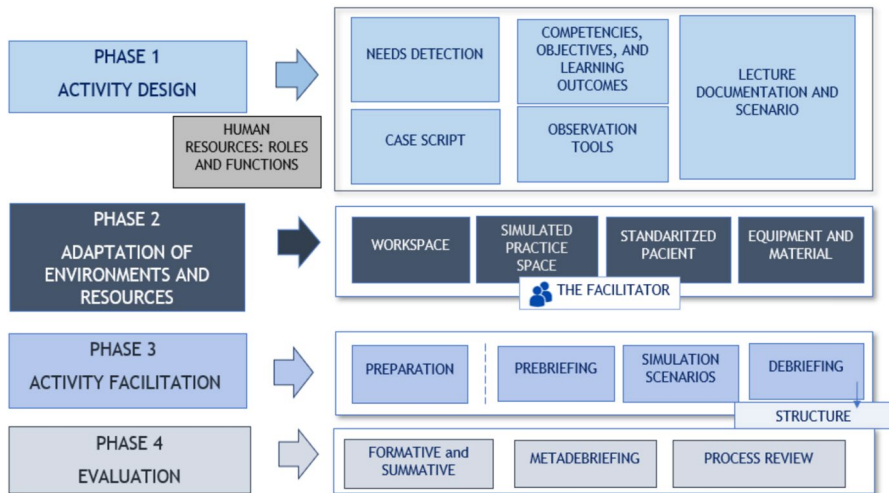 PHASE 1
ACTIVITY DESIGN
HUMAN
RESOURCES: ROLES
AND FUNCTIONS
NEEDS DETECTION
COMPETENCIES,
OBJECTIVES, AND
LEARNING
OUTCOMES
LECTURE
DOCUMENTATION AND
SCENARIO
CASE SCRIPT
OBSERVATION
TOOLS
PHASE 2
ADAPTATION OF
ENVIRONMENTS AND
RESOURCES
WORKSPACE
SIMULATED
PRACTICE
SPACE
STANDARITZED
PACIENT
EQUIPMENT AND
MATERIAL
THE FACILITATOR
PHASE 3
ACTIVITY FACILITATION
PREPARATION
PREBRIEFING
SIMULATION
SCENARIOS
DEBRIEFING
STRUCTURE
PHASE 4
EVALUATION
FORMATIVE and
SUMMATIVE
METADEBRIEFING
PROCESS REVIEW